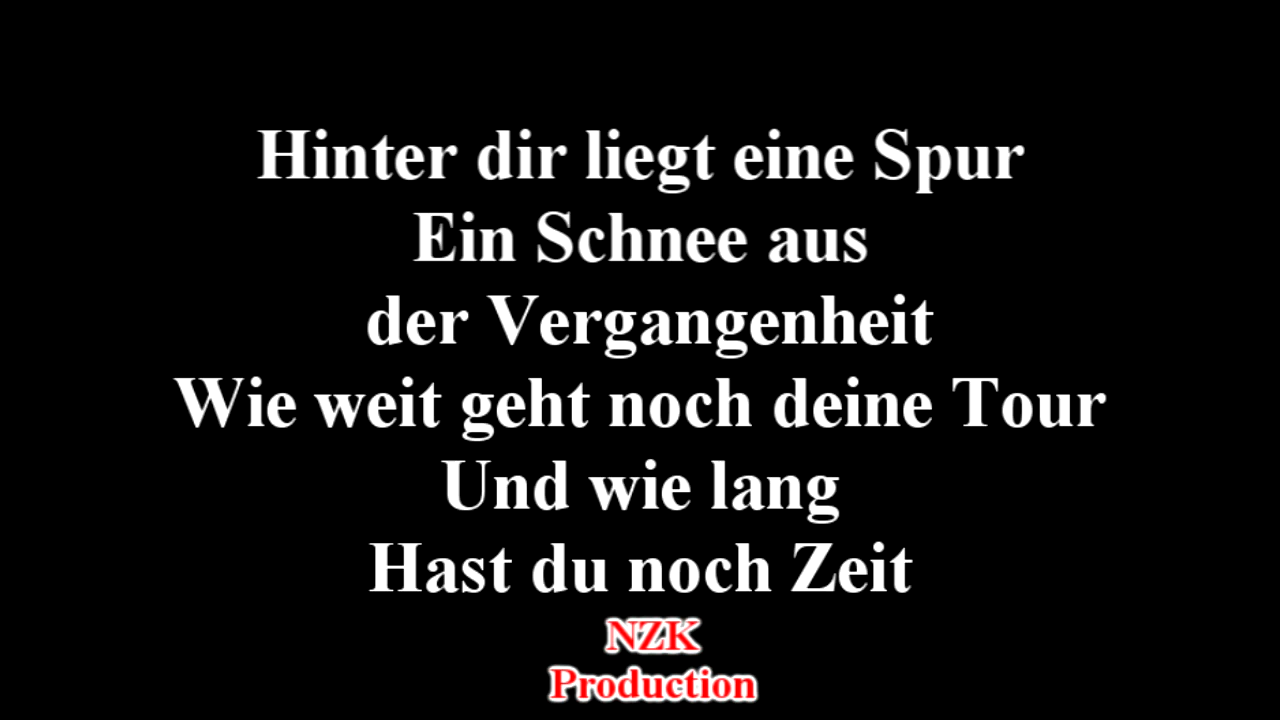 Hinter dir liegt eine Spur
Ein Schnee aus
der Vergangenheit
Wie weit geht noch deine Tour
Und wie lang
Hast du noch Zeit
NZK
Production